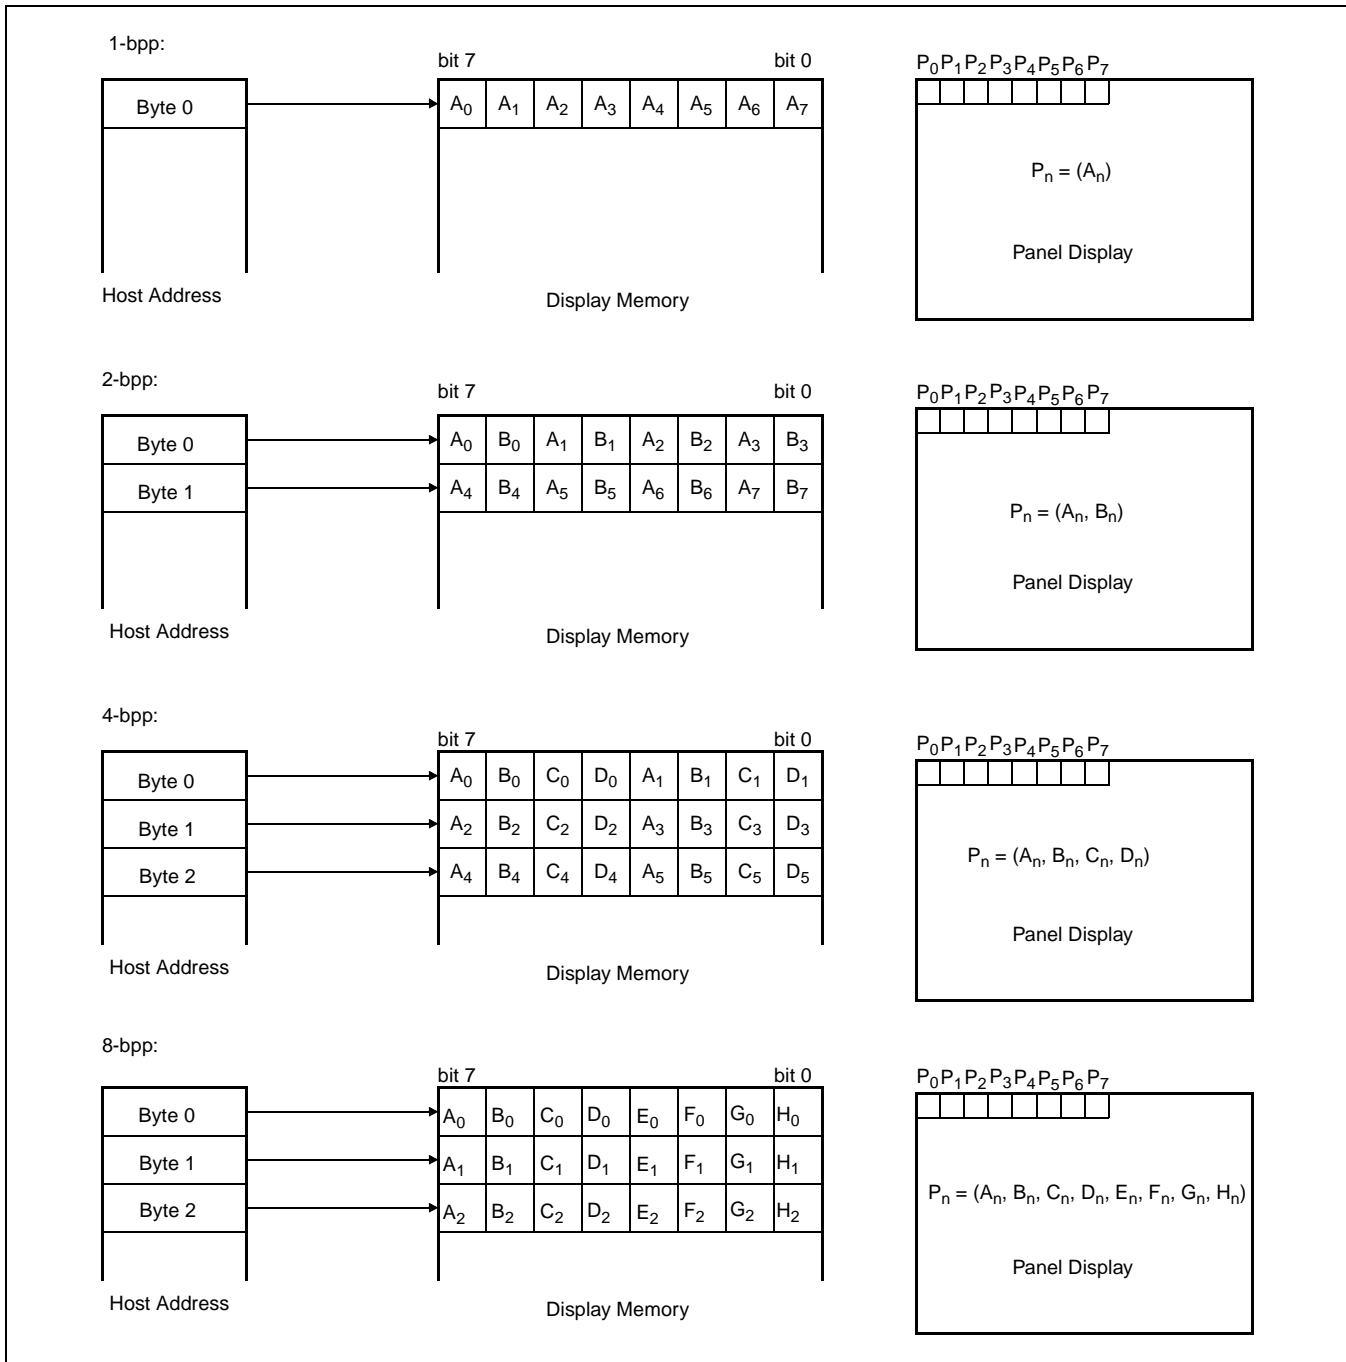 1-bpp:
bit 7 bit 0 P₀P₁P₂P₃P₄P₅P₆P₇
Byte 0 A₀ A₁ A₂ A₃ A₄ A₅ A₆ A₇
Pₙ = (Aₙ)
Panel Display
Host Address Display Memory
2-bpp:
bit 7 bit 0 P₀P₁P₂P₃P₄P₅P₆P₇
Byte 0 A₀ B₀ A₁ B₁ A₂ B₂ A₃ B₃
Byte 1 A₄ B₄ A₅ B₅ A₆ B₆ A₇ B₇
Pₙ = (Aₙ, Bₙ)
Panel Display
Host Address Display Memory
4-bpp:
bit 7 bit 0 P₀P₁P₂P₃P₄P₅P₆P₇
Byte 0 A₀ B₀ C₀ D₀ A₁ B₁ C₁ D₁
Byte 1 A₂ B₂ C₂ D₂ A₃ B₃ C₃ D₃
Pₙ = (Aₙ, Bₙ, Cₙ, Dₙ)
Byte 2 A₄ B₄ C₄ D₄ A₅ B₅ C₅ D₅
Panel Display
Host Address Display Memory
8-bpp:
bit 7 bit 0 P₀P₁P₂P₃P₄P₅P₆P₇
Byte 0 A₀ B₀ C₀ D₀ E₀ F₀ G₀ H₀
Byte 1 A₁ B₁ C₁ D₁ E₁ F₁ G₁ H₁
Pₙ = (Aₙ, Bₙ, Cₙ, Dₙ, Eₙ, Fₙ, Gₙ, Hₙ)
Byte 2 A₂ B₂ C₂ D₂ E₂ F₂ G₂ H₂
Panel Display
Host Address Display Memory